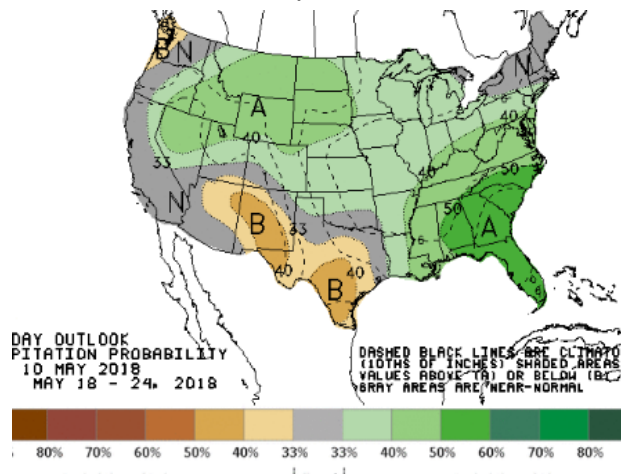 B
N
N
A
40
33
40
50
40
50
N
B
33
A
40
40
B
DAY OUTLOOK
PITATION PROBABILITY
10 MAY 2018
MAY 18 - 24, 2018
DASHED BLACK LINES ARE CLIMATO
(10THS OF INCHES) SHADED AREAS
VALUES ABOVE (A) OR BELOW (B)
GRAY AREAS ARE NEAR-NORMAL
80% 70% 60% 50% 40% 33% 33% 40% 50% 60% 70% 80%